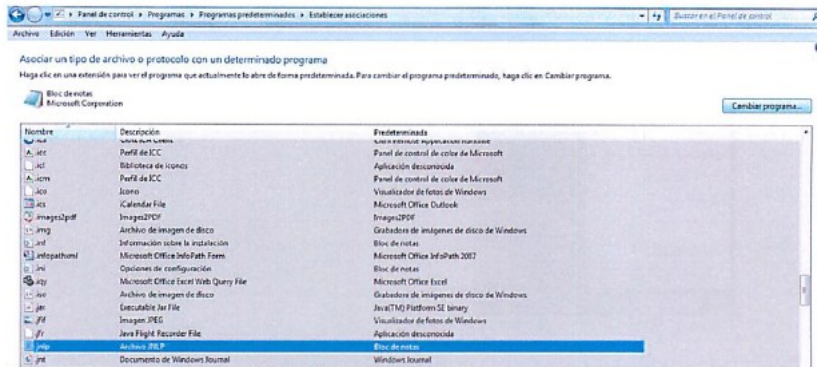 Panel de control ▸ Programas ▸ Programas predeterminados ▸ Establecer asociaciones
Buscar en el Panel de control
Archivo Edición Ver Herramientas Ayuda
Asociar un tipo de archivo o protocolo con un determinado programa
Haga clic en una extensión para ver el programa que actualmente lo abre de forma predeterminada. Para cambiar el programa predeterminado, haga clic en Cambiar programa.
Bloc de notas
Microsoft Corporation
Cambiar programa...
Nombre Descripción Predeterminada
.icc Perfil de ICC Panel de control de color de Microsoft
.icl Biblioteca de iconos Aplicación desconocida
.icm Perfil de ICC Panel de control de color de Microsoft
.ico Icono Visualizador de fotos de Windows
.ics iCalendar File Microsoft Office Outlook
.images2pdf Images2PDF Images2PDF
.img Archivo de imagen de disco Grabadora de imágenes de disco de Windows
.inf Información sobre la instalación Bloc de notas
.infopathxml Microsoft Office InfoPath Form Microsoft Office InfoPath 2007
.ini Opciones de configuración Bloc de notas
.iqy Microsoft Office Excel Web Query File Microsoft Office Excel
.iso Archivo de imagen de disco Grabadora de imágenes de disco de Windows
.jar Executable Jar File Java(TM) Platform SE binary
.jfif Imagen JPEG Visualizador de fotos de Windows
.jfr Java Flight Recorder File Aplicación desconocida
.jnlp Archivo JNLP Bloc de notas
.jnt Documento de Windows Journal Windows Journal